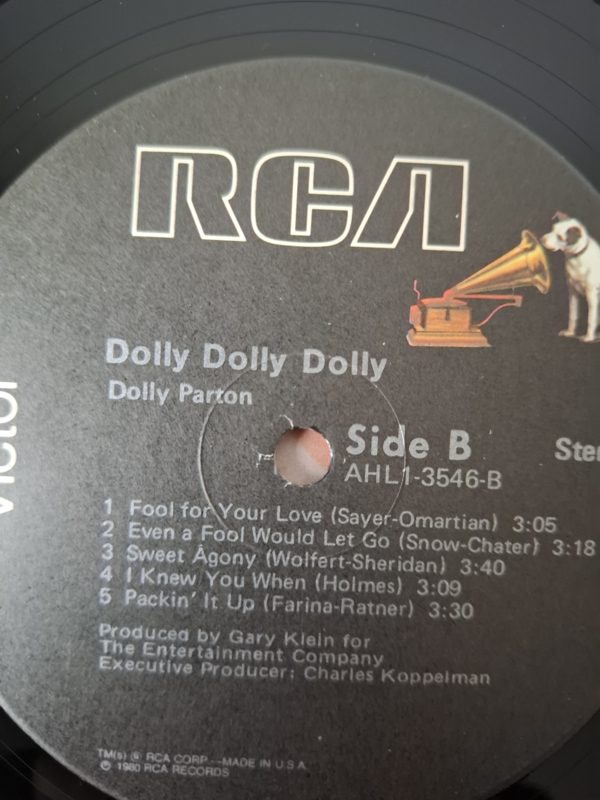 RCA
Victor
Dolly Dolly Dolly
Dolly Parton
Side B
Ster
AHL1-3546-B
1 Fool for Your Love (Sayer-Omartian) 3:05
2 Even a Fool Would Let Go (Snow-Chater) 3:18
3 Sweet Agony (Wolfert-Sheridan) 3:40
4 I Knew You When (Holmes) 3:09
5 Packin' It Up (Farina-Ratner) 3:30
Produced by Gary Klein for
The Entertainment Company
Executive Producer: Charles Koppelman
TM(s) ® RCA CORP.—MADE IN U.S.A.
℗ 1980 RCA RECORDS